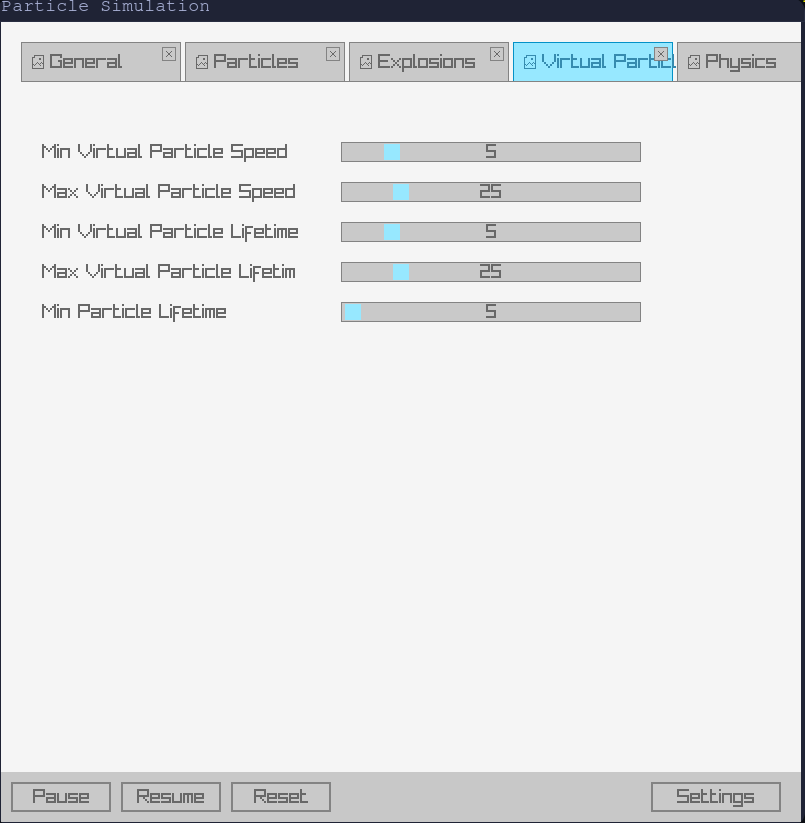 Particle Simulation
General Particles Explosions Virtual Partic Physics
Min Virtual Particle Speed 5
Max Virtual Particle Speed 25
Min Virtual Particle Lifetime 5
Max Virtual Particle Lifetim 25
Min Particle Lifetime 5
Pause Resume Reset Settings